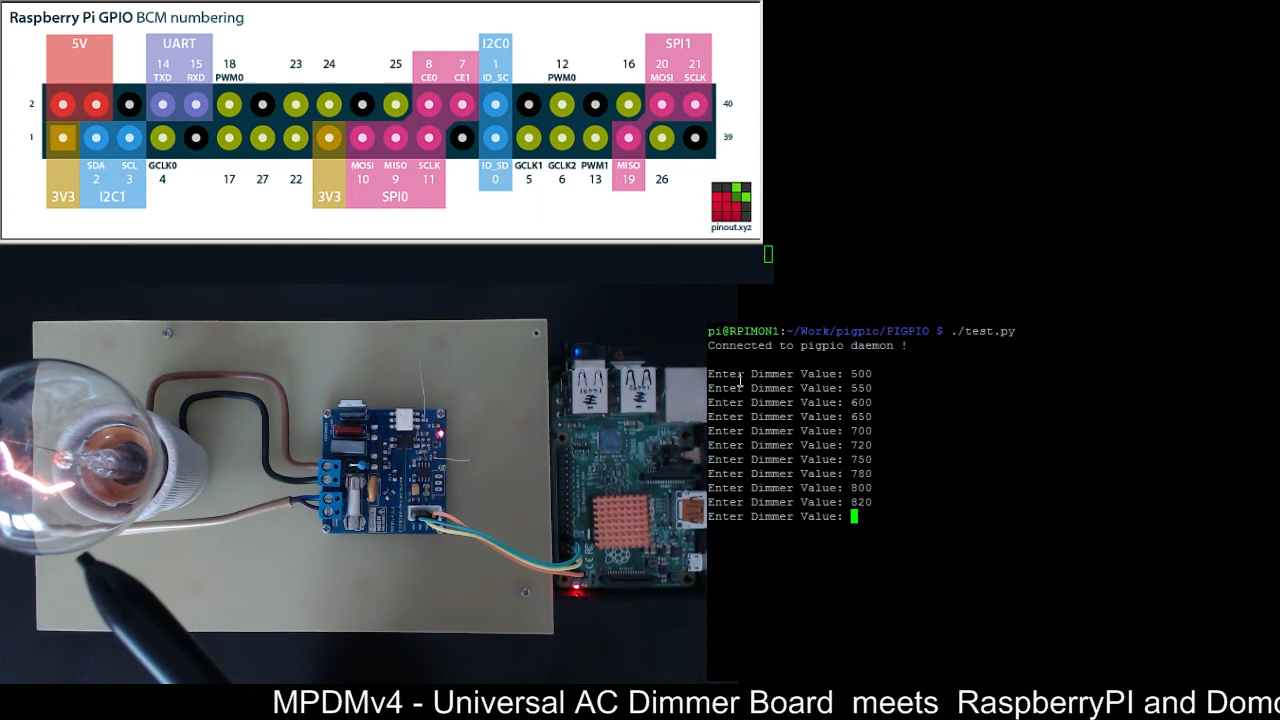 Raspberry Pi GPIO BCM numbering
5V UART I2C0 SPI1
14 15 18 23 24 25 8 7 1 12 16 20 21
TXD RXD PWM0 CE0 CE1 ID_SC PWM0 MOSI SCLK
2 40
1 39
SDA SCL GCLK0 MOSI MISO SCLK ID_SD GCLK1 GCLK2 PWM1 MISO
2 3 4 17 27 22 10 9 11 0 5 6 13 19 26
3V3 I2C1 3V3 SPI0
pinout.xyz
pi@RPIMON1:~/Work/pigpio/PIGPIO $ ./test.py
Connected to pigpio daemon !
Enter Dimmer Value: 500
Enter Dimmer Value: 550
Enter Dimmer Value: 600
Enter Dimmer Value: 650
Enter Dimmer Value: 700
Enter Dimmer Value: 720
Enter Dimmer Value: 750
Enter Dimmer Value: 780
Enter Dimmer Value: 800
Enter Dimmer Value: 820
Enter Dimmer Value:
MPDMv4 - Universal AC Dimmer Board meets RaspberryPI and Domo